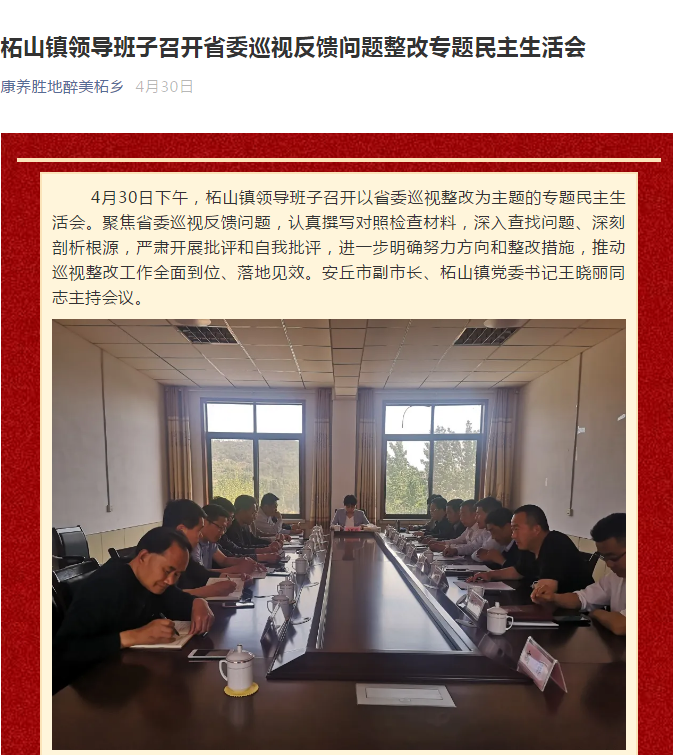 柘山镇领导班子召开省委巡视反馈问题整改专题民主生活会
康养胜地醉美柘乡 4月30日
4月30日下午，柘山镇领导班子召开以省委巡视整改为主题的专题民主生
活会。聚焦省委巡视反馈问题，认真撰写对照检查材料，深入查找问题、深刻
剖析根源，严肃开展批评和自我批评，进一步明确努力方向和整改措施，推动
巡视整改工作全面到位、落地见效。安丘市副市长、柘山镇党委书记王晓丽同
志主持会议。